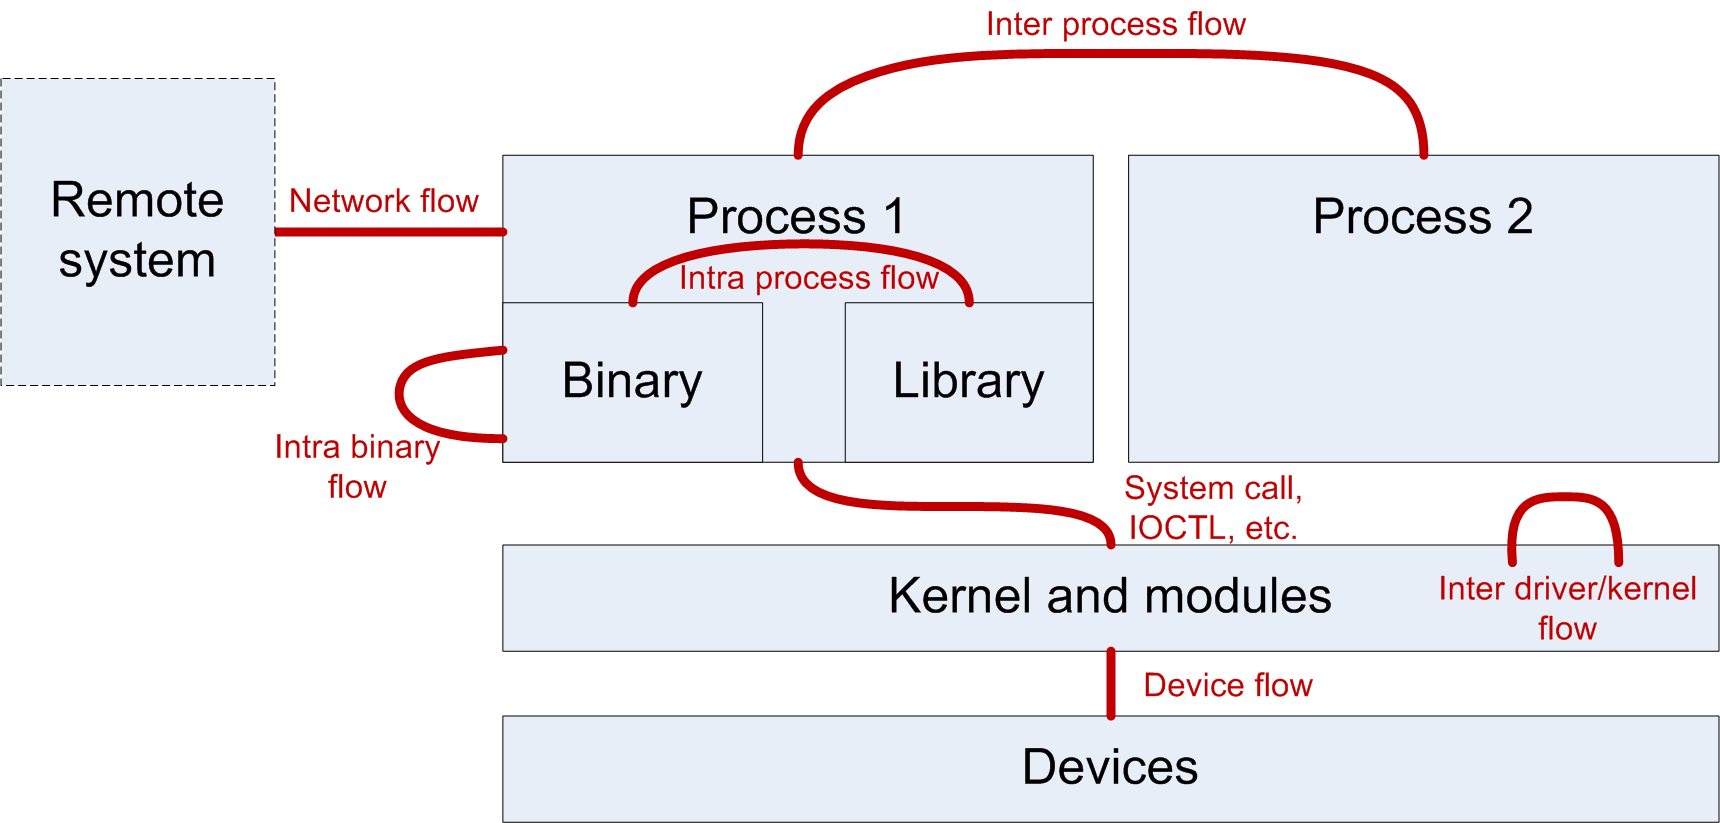 Inter process flow
Remote
system
Network flow
Process 1
Process 2
Intra process flow
Binary
Library
Intra binary
flow
System call,
IOCTL, etc.
Kernel and modules
Inter driver/kernel
flow
Device flow
Devices